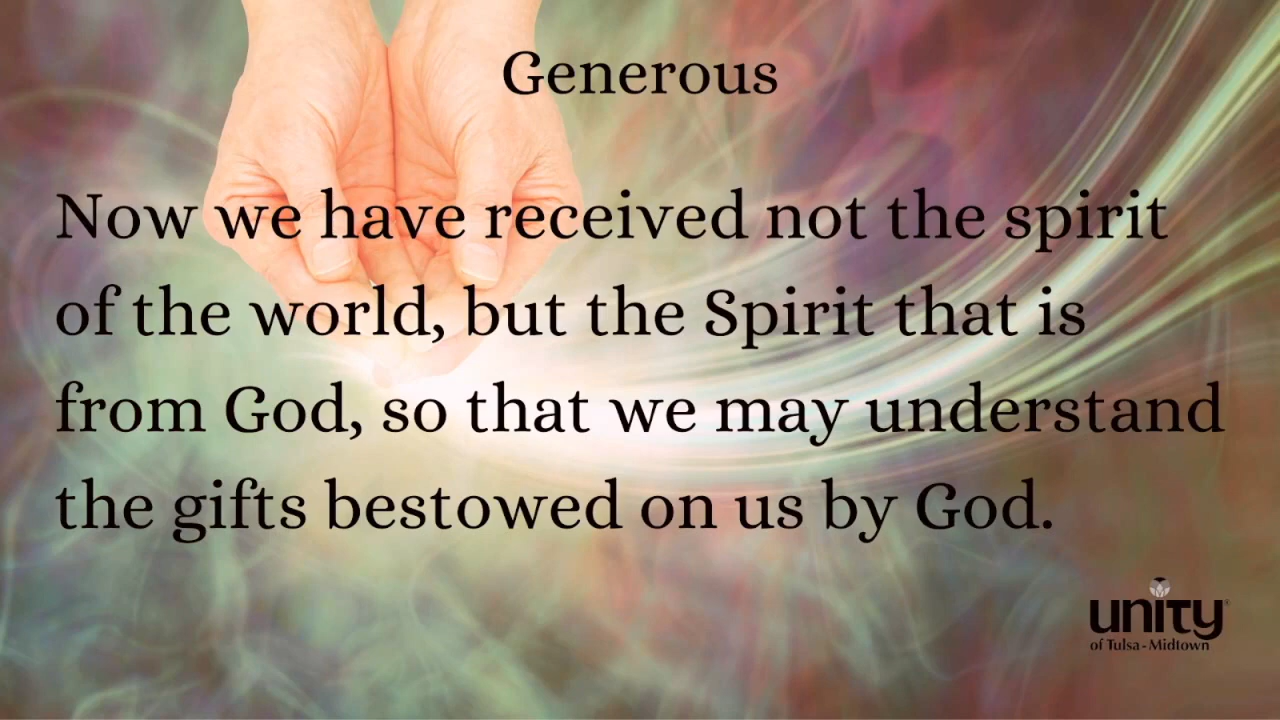 Generous
Now we have received not the spirit
of the world, but the Spirit that is
from God, so that we may understand
the gifts bestowed on us by God.
unity®
of Tulsa - Midtown